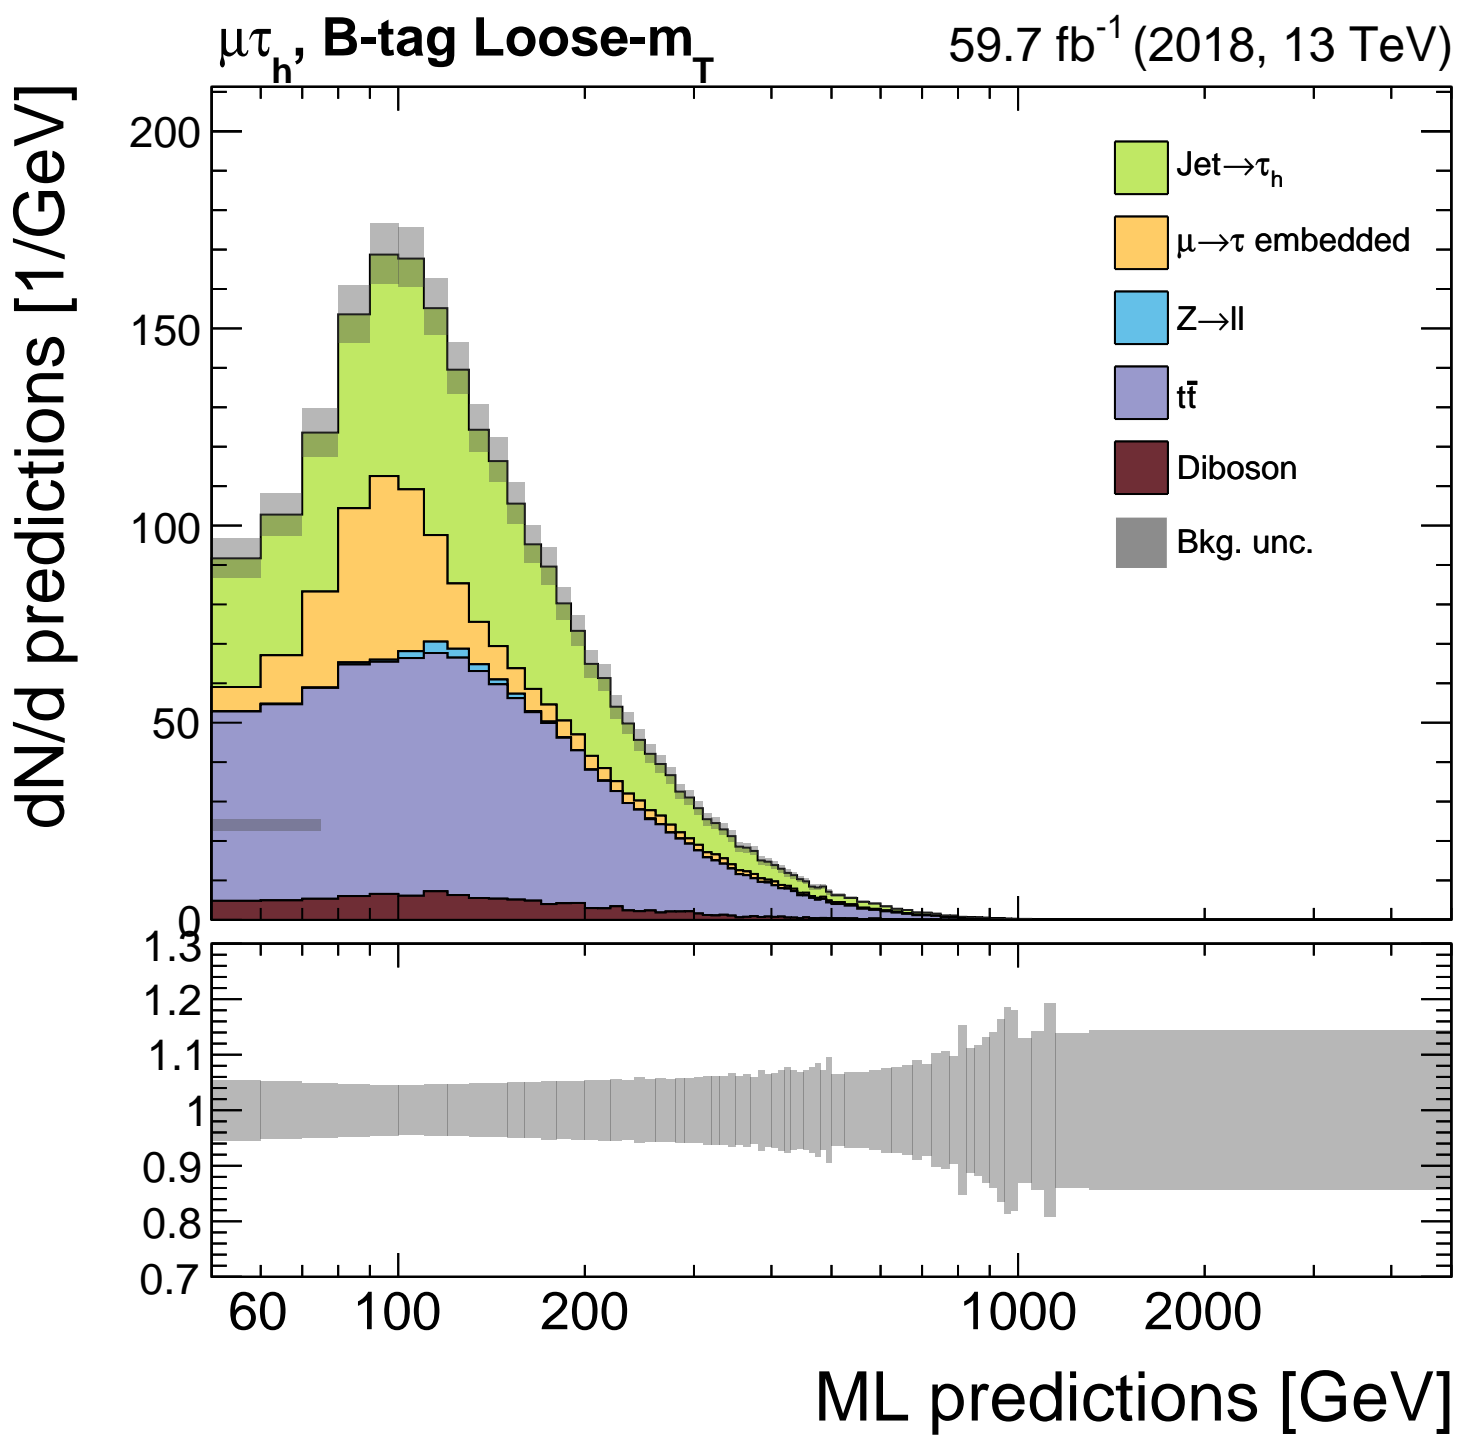 μτh, B-tag Loose-mT
59.7 fb-1 (2018, 13 TeV)
dN/d predictions [1/GeV]
200
150
100
50
0
Jet→τh
μ→τ embedded
Z→ll
tt̄
Diboson
Bkg. unc.
1.3
1.2
1.1
1
0.9
0.8
0.7
60 100 200 1000 2000
ML predictions [GeV]